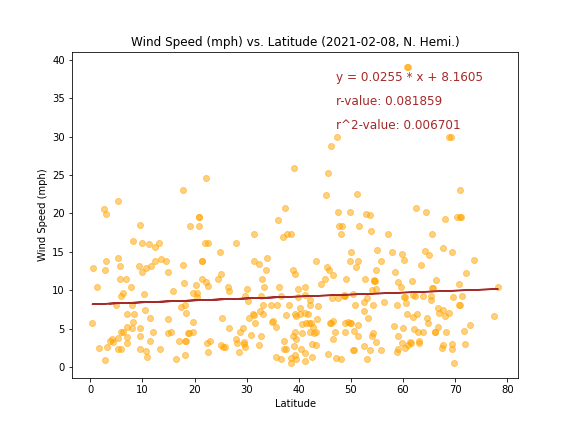 Wind Speed (mph) vs. Latitude (2021-02-08, N. Hemi.)
40
y = 0.0255 * x + 8.1605
35
r-value: 0.081859
r^2-value: 0.006701
30
25
20
15
10
5
0
Wind Speed (mph)
0 10 20 30 40 50 60 70 80
Latitude